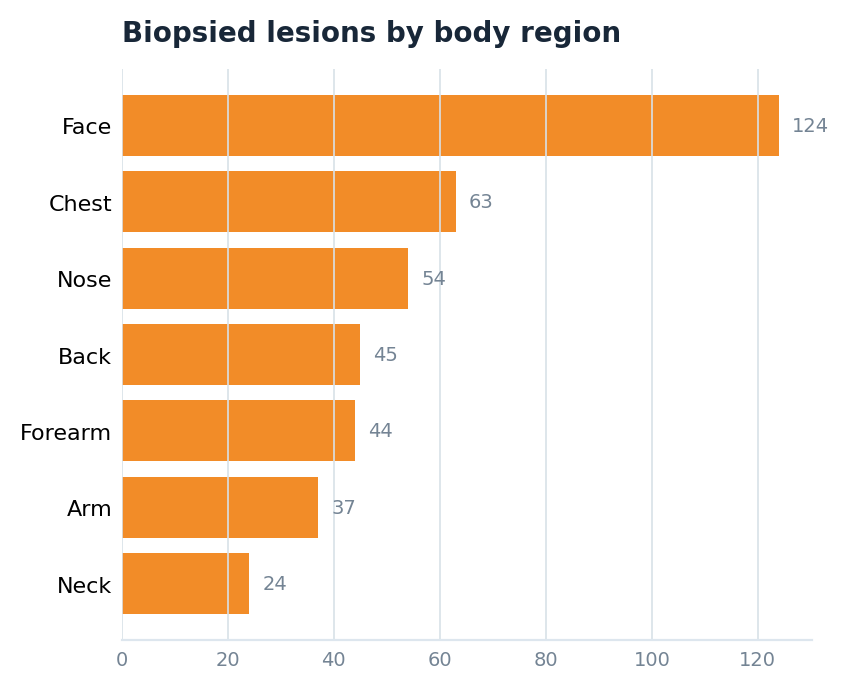 Biopsied lesions by body region
Face 124
Chest 63
Nose 54
Back 45
Forearm 44
Arm 37
Neck 24
0 20 40 60 80 100 120